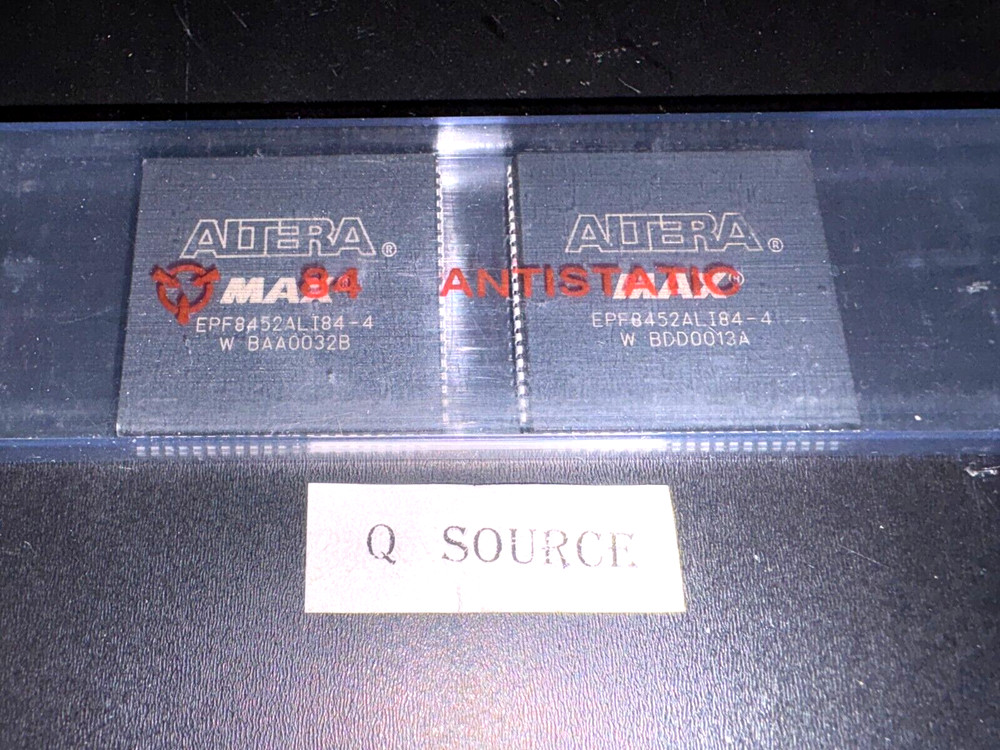 ALTERA®
MAX®
EPF8452ALI84-4
W BAA0032B
84 ANTISTATIC
ALTERA®
MAX®
EPF8452ALI84-4
W BDD0013A
Q SOURCE